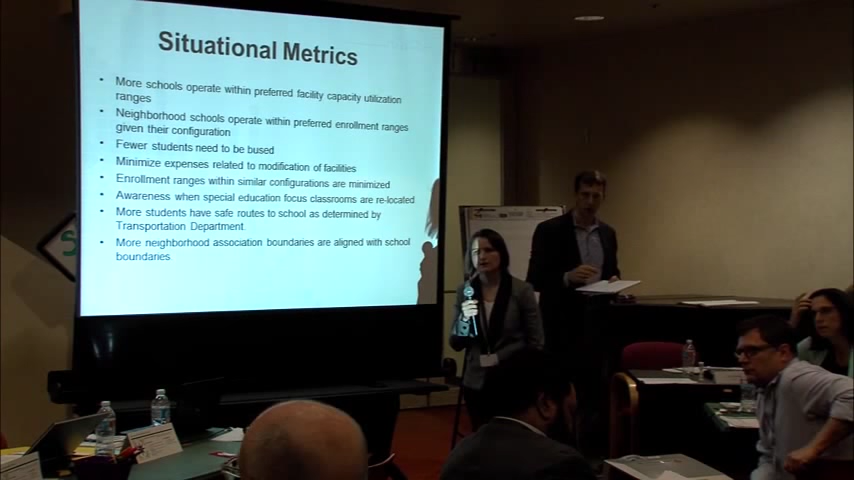 Situational Metrics
• More schools operate within preferred facility capacity utilization
ranges
• Neighborhood schools operate within preferred enrollment ranges
given their configuration
• Fewer students need to be bused
• Minimize expenses related to modification of facilities
• Enrollment ranges within similar configurations are minimized
• Awareness when special education focus classrooms are re-located
• More students have safe routes to school as determined by
Transportation Department.
• More neighborhood association boundaries are aligned with school
boundaries